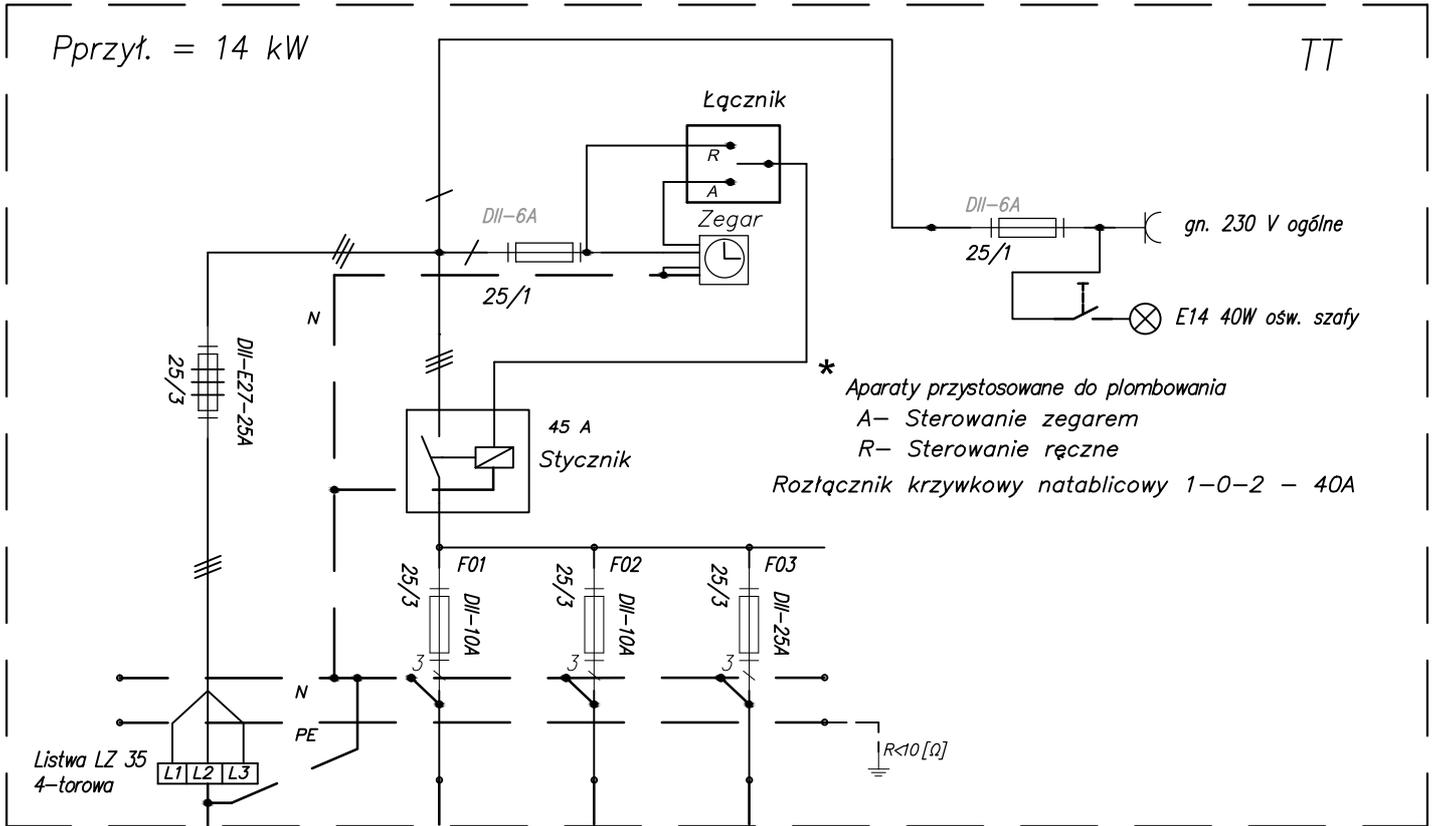 Pprzył. = 14 kW
TT
Łącznik
R
A
DII-6A
Zegar
25/1
DII-6A
25/1
gn. 230 V ogólne
E14 40W ośw. szafy
N
DII-E27-25A
25/3
*
Aparaty przystosowane do plombowania
A- Sterowanie zegarem
R- Sterowanie ręczne
Rozłącznik krzywkowy natablicowy 1-0-2 - 40A
45 A
Stycznik
F01
F02
F03
25/3
DII-10A
25/3
DII-10A
25/3
DII-25A
3
3
3
N
PE
R<10[Ω]
Listwa LZ 35
4-torowa
L1 L2 L3